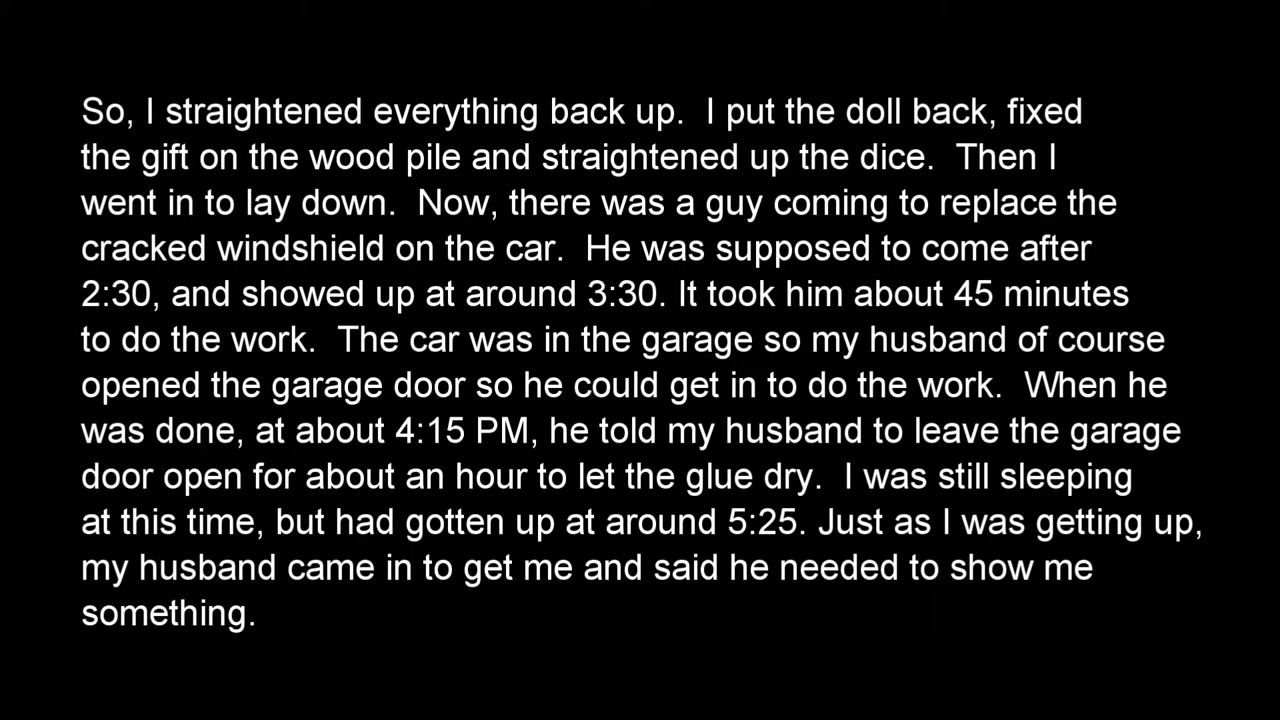 So, I straightened everything back up.  I put the doll back, fixed
the gift on the wood pile and straightened up the dice.  Then I
went in to lay down.  Now, there was a guy coming to replace the
cracked windshield on the car.  He was supposed to come after
2:30, and showed up at around 3:30. It took him about 45 minutes
to do the work.  The car was in the garage so my husband of course
opened the garage door so he could get in to do the work.  When he
was done, at about 4:15 PM, he told my husband to leave the garage
door open for about an hour to let the glue dry.  I was still sleeping
at this time, but had gotten up at around 5:25. Just as I was getting up,
my husband came in to get me and said he needed to show me
something.